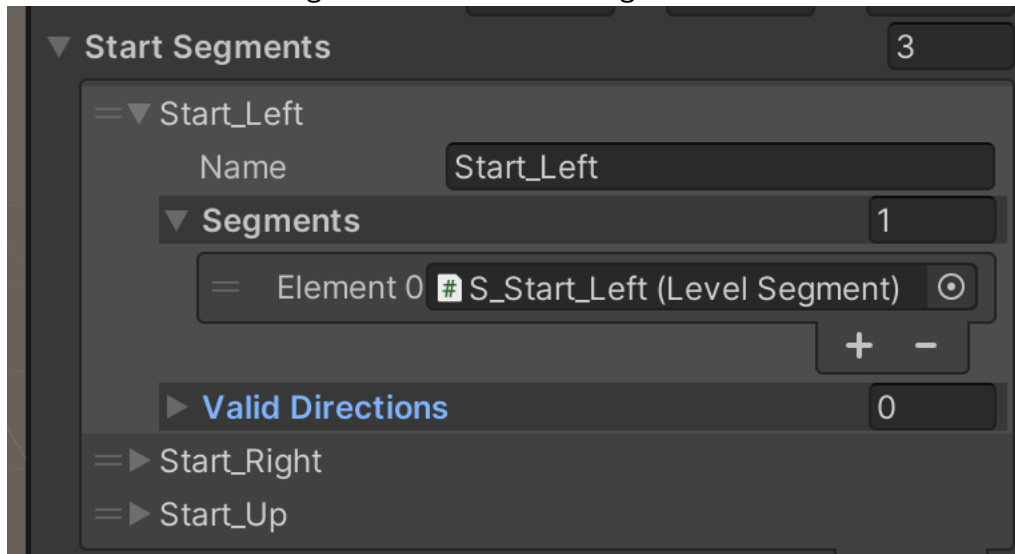 Start Segments 3
Start_Left
Name Start_Left
Segments 1
Element 0 # S_Start_Left (Level Segment)
+ -
Valid Directions 0
Start_Right
Start_Up